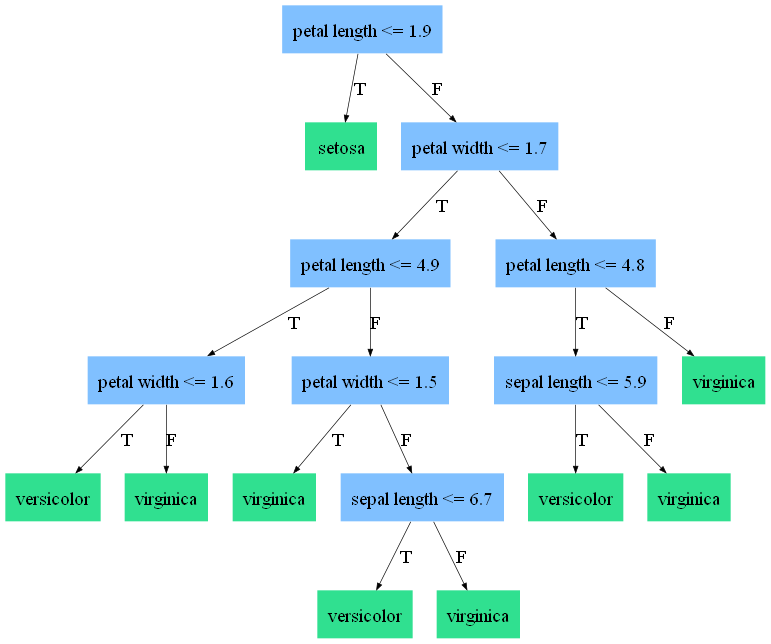 petal length <= 1.9
T
F
setosa
petal width <= 1.7
T
F
petal length <= 4.9
petal length <= 4.8
T
F
T
F
petal width <= 1.6
petal width <= 1.5
sepal length <= 5.9
virginica
T
F
T
F
T
F
versicolor
virginica
virginica
sepal length <= 6.7
versicolor
virginica
T
F
versicolor
virginica